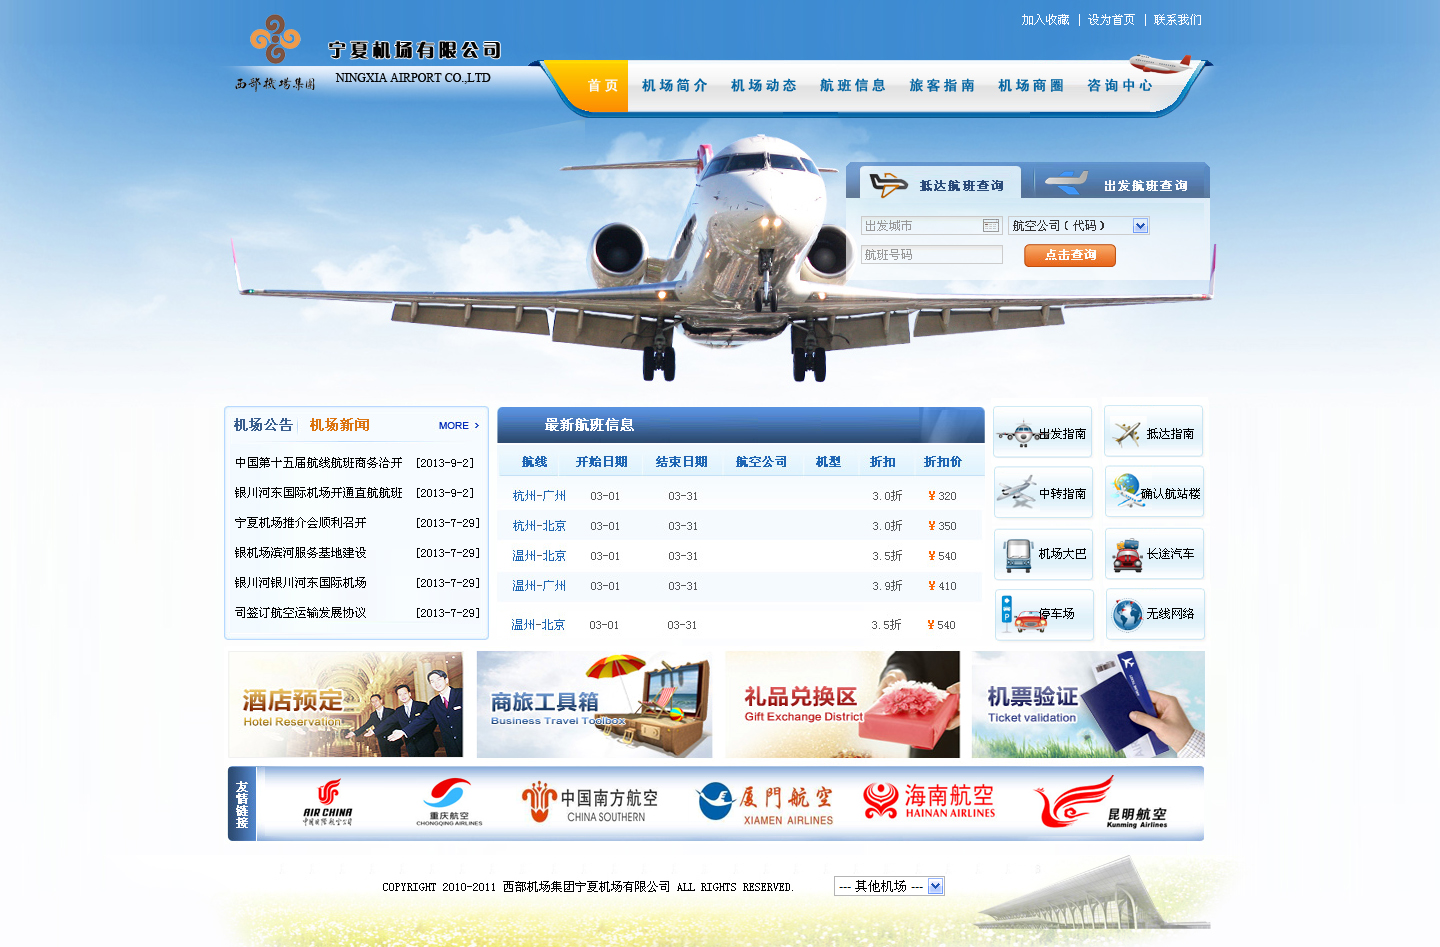 加入收藏 | 设为首页 | 联系我们
宁夏机场有限公司
NINGXIA AIRPORT CO.,LTD
西部機場集團
首页 机场简介 机场动态 航班信息 旅客指南 机场商圈 咨询中心
抵达航班查询 出发航班查询
出发城市 航空公司（代码）
航班号码 点击查询
机场公告 机场新闻 MORE
中国第十五届航线航班商务洽开 [2013-9-2]
银川河东国际机场开通直航航班 [2013-9-2]
宁夏机场推介会顺利召开 [2013-7-29]
银机场滨河服务基地建设 [2013-7-29]
银川河银川河东国际机场 [2013-7-29]
司签订航空运输发展协议 [2013-7-29]
最新航班信息
航线 开始日期 结束日期 航空公司 机型 折扣 折扣价
杭州-广州 03-01 03-31 3.0折 ¥320
杭州-北京 03-01 03-31 3.0折 ¥350
温州-北京 03-01 03-31 3.5折 ¥540
温州-广州 03-01 03-31 3.9折 ¥410
温州-北京 03-01 03-31 3.5折 ¥540
出发指南 抵达指南
中转指南 确认航站楼
机场大巴 长途汽车
停车场 无线网络
酒店预定
Hotel Reservation
商旅工具箱
Business Travel Toolbox
礼品兑换区
Gift Exchange District
机票验证
Ticket validation
友情链接
AIR CHINA
中国国际航空公司
重庆航空
CHONGQING AIRLINES
中国南方航空
CHINA SOUTHERN
厦門航空
XIAMEN AIRLINES
海南航空
HAINAN AIRLINES
昆明航空
Kunming Airlines
COPYRIGHT 2010-2011 西部机场集团宁夏机场有限公司 ALL RIGHTS RESERVED.
--- 其他机场 ---